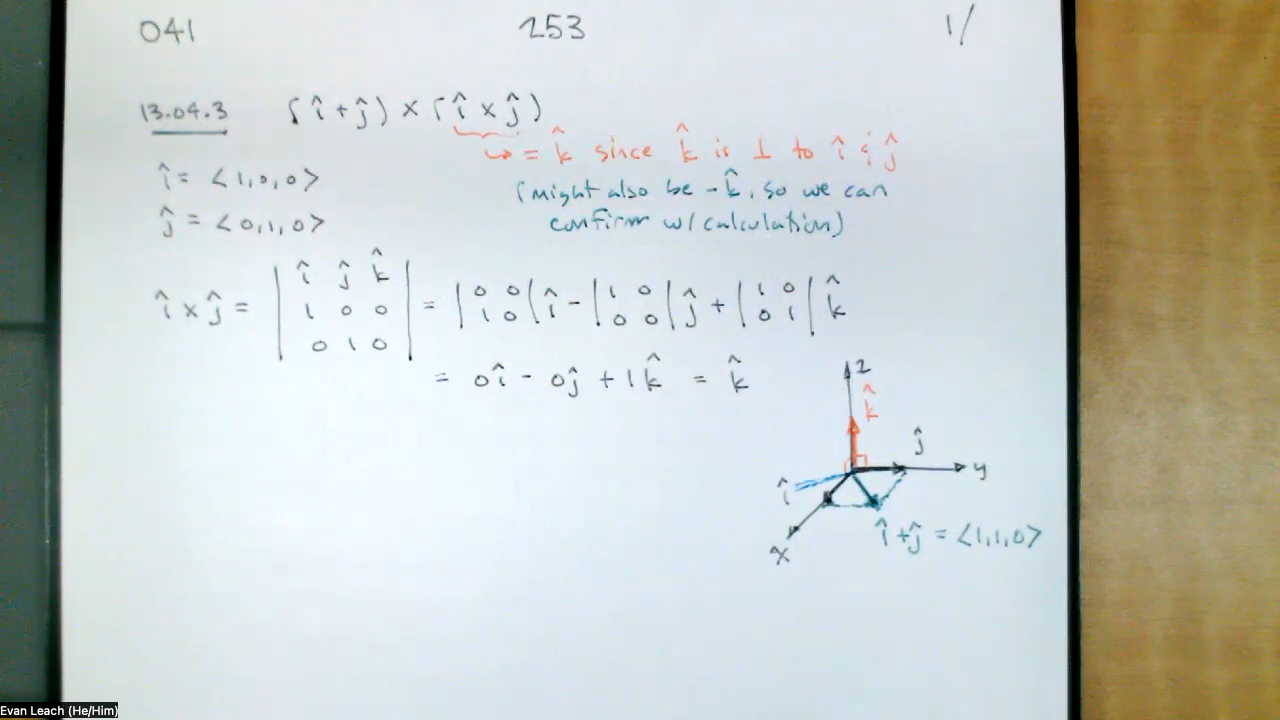 041 253 1/
13.04.3 (î + ĵ) × (î × ĵ)
↳ = k̂ since k̂ is ⊥ to î & ĵ
î = <1,0,0>
(might also be -k̂, so we can
ĵ = <0,1,0>
confirm w/ calculation)
î × ĵ = | î ĵ k̂ |
| 1 0 0 |
| 0 1 0 |
= | 0 0 | î - | 1 0 | ĵ + | 1 0 | k̂
| 1 0 | | 0 0 | | 0 1 |
= 0î - 0ĵ + 1k̂ = k̂
z
k̂
ĵ
y
î
î + ĵ = <1,1,0>
x
Evan Leach (He/Him)